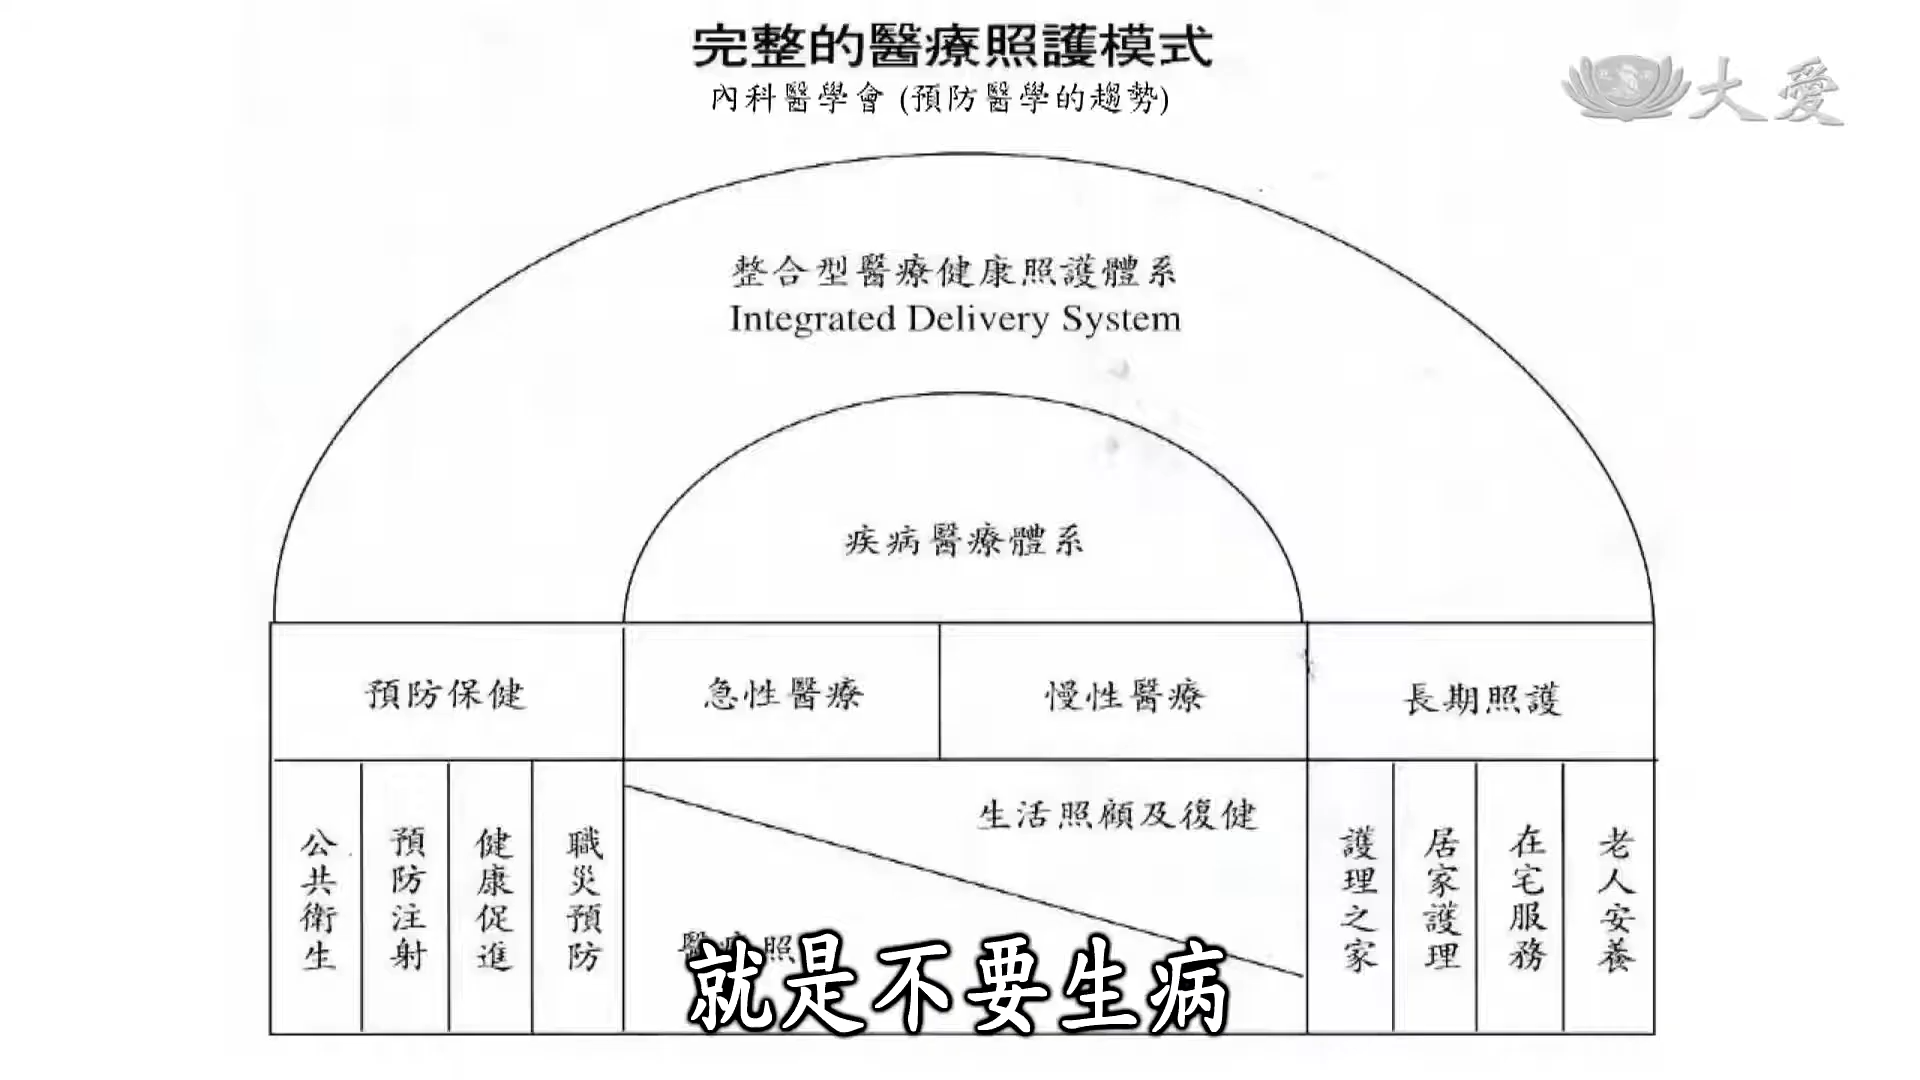 完整的醫療照護模式
內科醫學會 (預防醫學的趨勢)
大愛
整合型醫療健康照護體系
Integrated Delivery System
疾病醫療體系
預防保健
急性醫療
慢性醫療
長期照護
公共衛生
預防注射
健康促進
職災預防
生活照顧及復健
醫療照
護理之家
居家護理
在宅服務
老人安養
就是不要生病